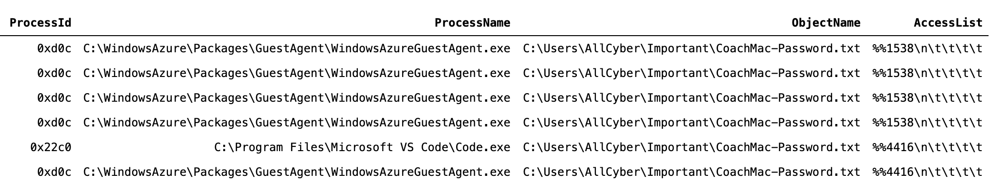 ProcessId ProcessName ObjectName AccessList
0xd0c C:\WindowsAzure\Packages\GuestAgent\WindowsAzureGuestAgent.exe C:\Users\AllCyber\Important\CoachMac-Password.txt %%1538\n\t\t\t\t
0xd0c C:\WindowsAzure\Packages\GuestAgent\WindowsAzureGuestAgent.exe C:\Users\AllCyber\Important\CoachMac-Password.txt %%1538\n\t\t\t\t
0xd0c C:\WindowsAzure\Packages\GuestAgent\WindowsAzureGuestAgent.exe C:\Users\AllCyber\Important\CoachMac-Password.txt %%1538\n\t\t\t\t
0xd0c C:\WindowsAzure\Packages\GuestAgent\WindowsAzureGuestAgent.exe C:\Users\AllCyber\Important\CoachMac-Password.txt %%1538\n\t\t\t\t
0x22c0 C:\Program Files\Microsoft VS Code\Code.exe C:\Users\AllCyber\Important\CoachMac-Password.txt %%4416\n\t\t\t\t
0xd0c C:\WindowsAzure\Packages\GuestAgent\WindowsAzureGuestAgent.exe C:\Users\AllCyber\Important\CoachMac-Password.txt %%4416\n\t\t\t\t